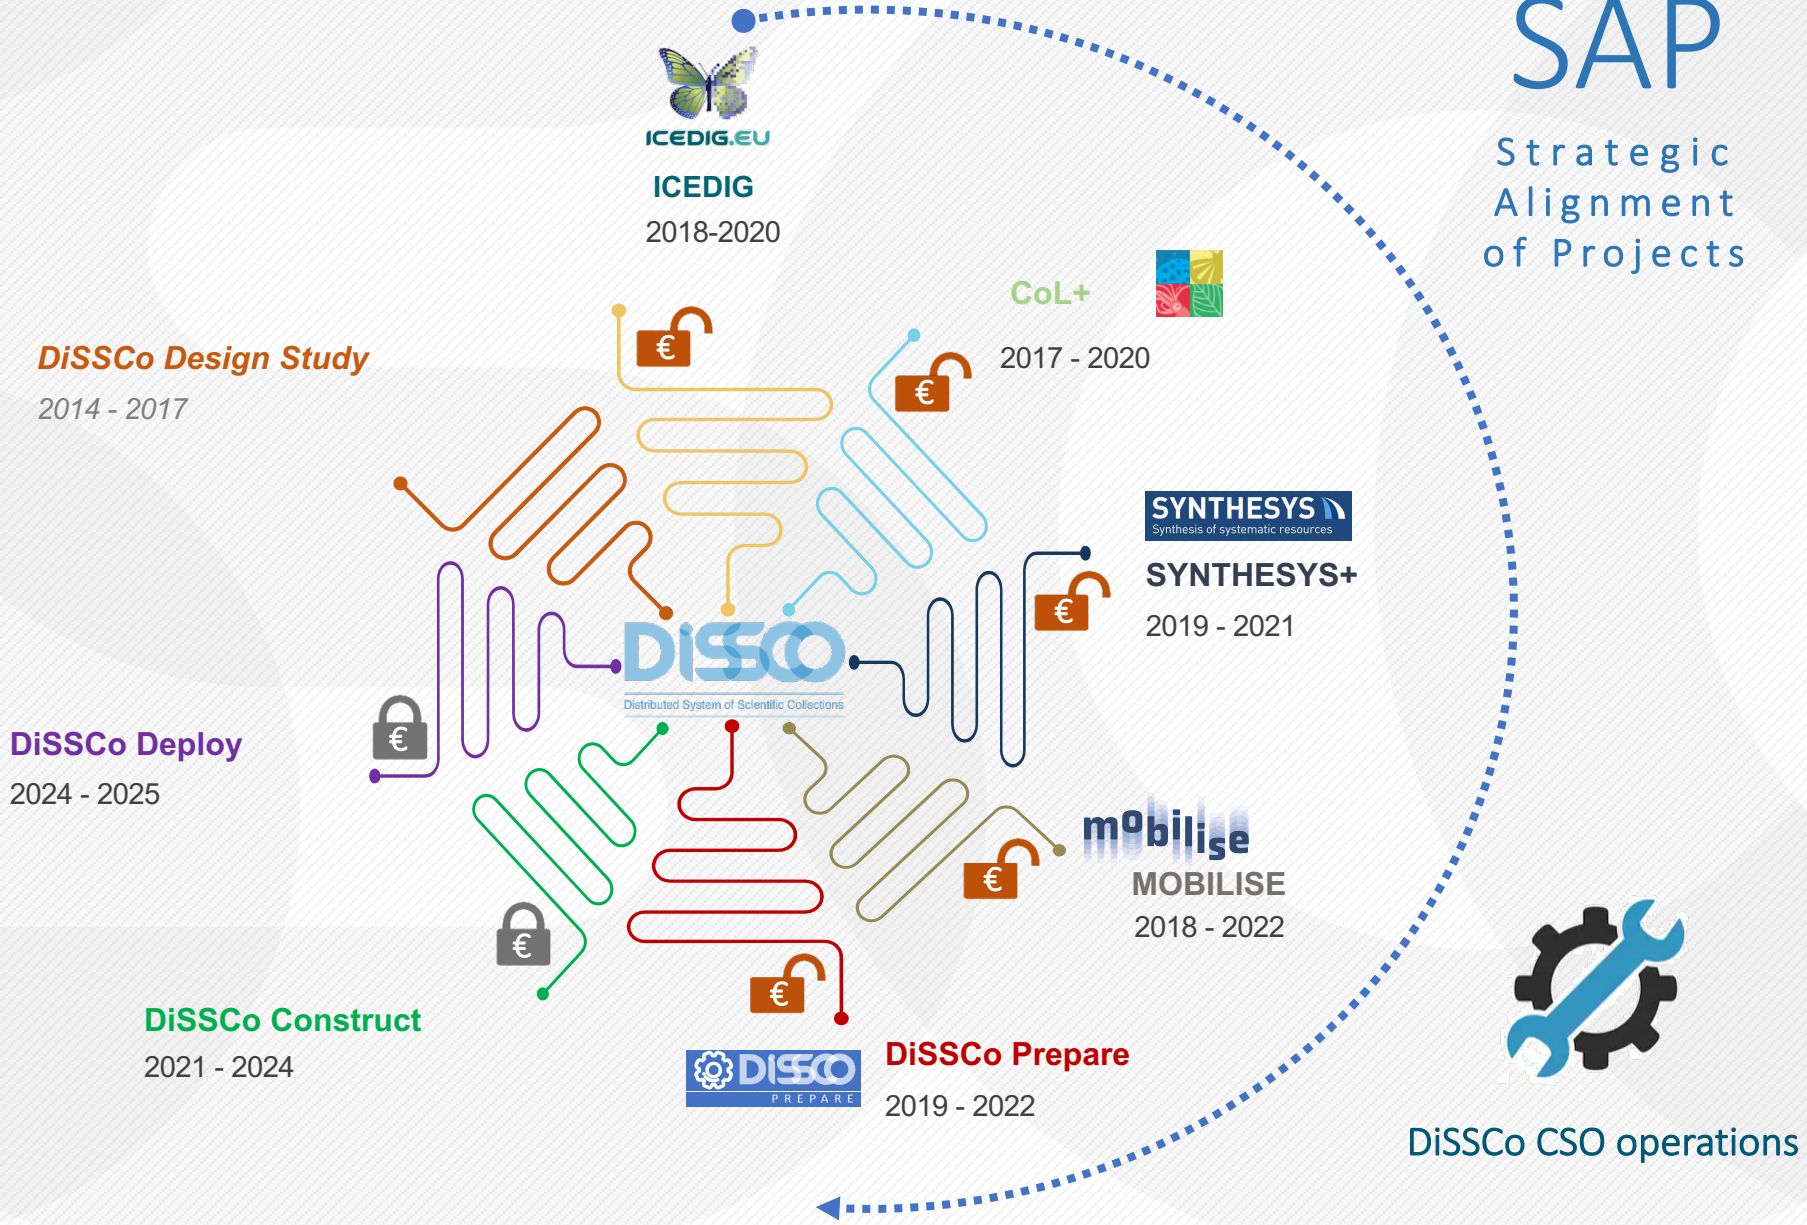 SAP
Strategic
Alignment
of Projects
ICEDIG.EU
ICEDIG
2018-2020
CoL+
2017 - 2020
€
€
DiSSCo Design Study
2014 - 2017
SYNTHESYS
Synthesis of systematic resources
SYNTHESYS+
2019 - 2021
€
DiSSCo
Distributed System of Scientific Collections
DiSSCo Deploy
2024 - 2025
€
mobilise
MOBILISE
2018 - 2022
€
€
DiSSCo Construct
2021 - 2024
€
DiSSCo
PREPARE
DiSSCo Prepare
2019 - 2022
DiSSCo CSO operations